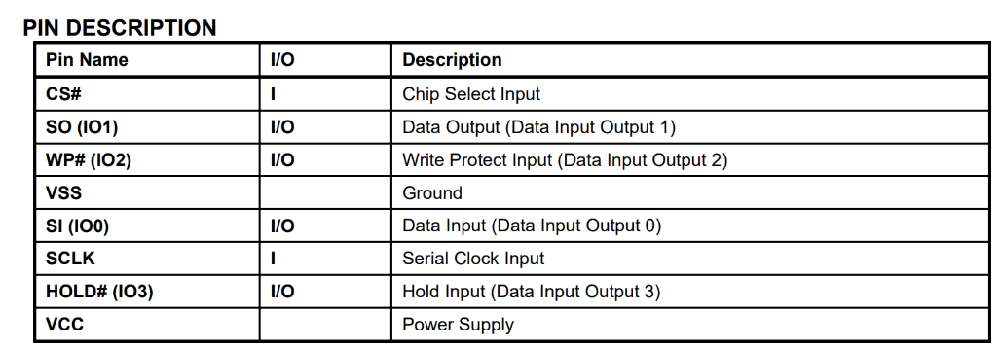 PIN DESCRIPTION
Pin Name I/O Description
CS# I Chip Select Input
SO (IO1) I/O Data Output (Data Input Output 1)
WP# (IO2) I/O Write Protect Input (Data Input Output 2)
VSS Ground
SI (IO0) I/O Data Input (Data Input Output 0)
SCLK I Serial Clock Input
HOLD# (IO3) I/O Hold Input (Data Input Output 3)
VCC Power Supply